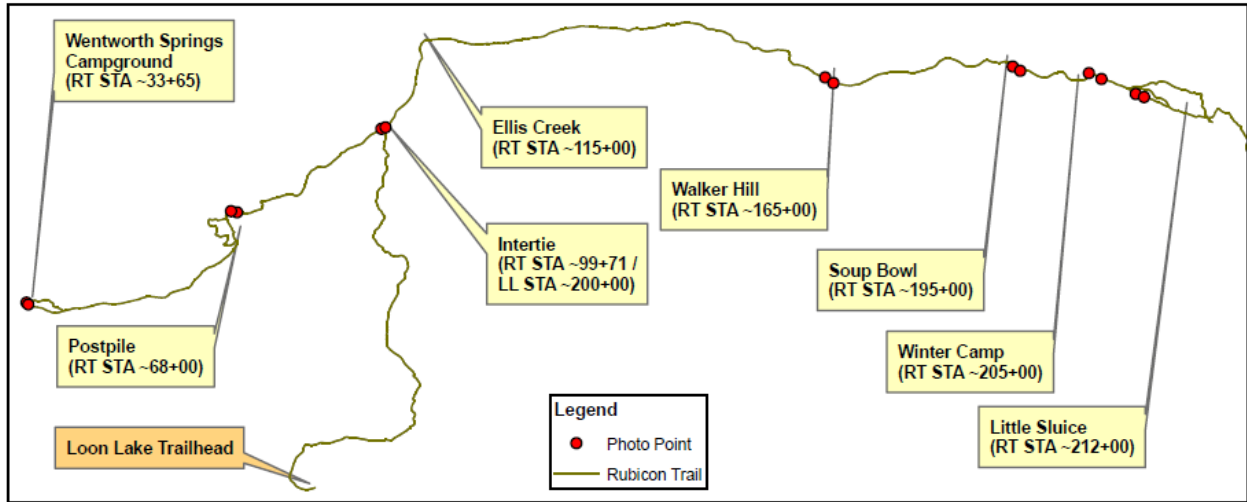 Wentworth Springs
Campground
(RT STA ~33+65)
Ellis Creek
(RT STA ~115+00)
Walker Hill
(RT STA ~165+00)
Intertie
(RT STA ~99+71 /
LL STA ~200+00)
Soup Bowl
(RT STA ~195+00)
Postpile
(RT STA ~68+00)
Winter Camp
(RT STA ~205+00)
Little Sluice
(RT STA ~212+00)
Loon Lake Trailhead
Legend
Photo Point
Rubicon Trail